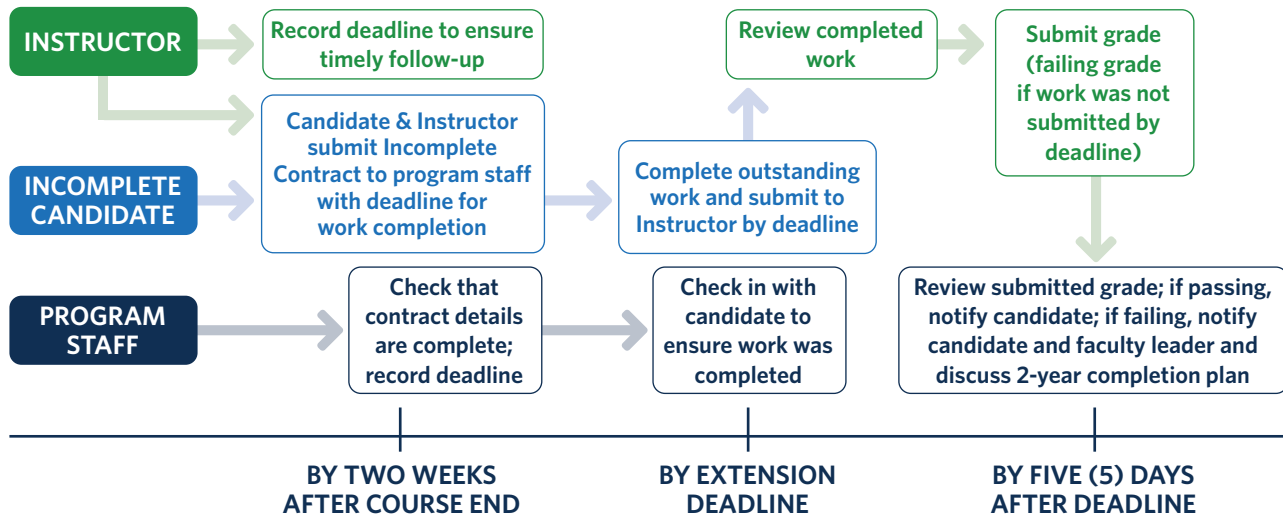 INSTRUCTOR
Record deadline to ensure
timely follow-up
Review completed
work
Submit grade
(failing grade
if work was not
submitted by
deadline)
INCOMPLETE
CANDIDATE
Candidate & Instructor
submit Incomplete
Contract to program staff
with deadline for
work completion
Complete outstanding
work and submit to
Instructor by deadline
PROGRAM
STAFF
Check that
contract details
are complete;
record deadline
Check in with
candidate to
ensure work was
completed
Review submitted grade; if passing,
notify candidate; if failing, notify
candidate and faculty leader and
discuss 2-year completion plan
BY TWO WEEKS
AFTER COURSE END
BY EXTENSION
DEADLINE
BY FIVE (5) DAYS
AFTER DEADLINE